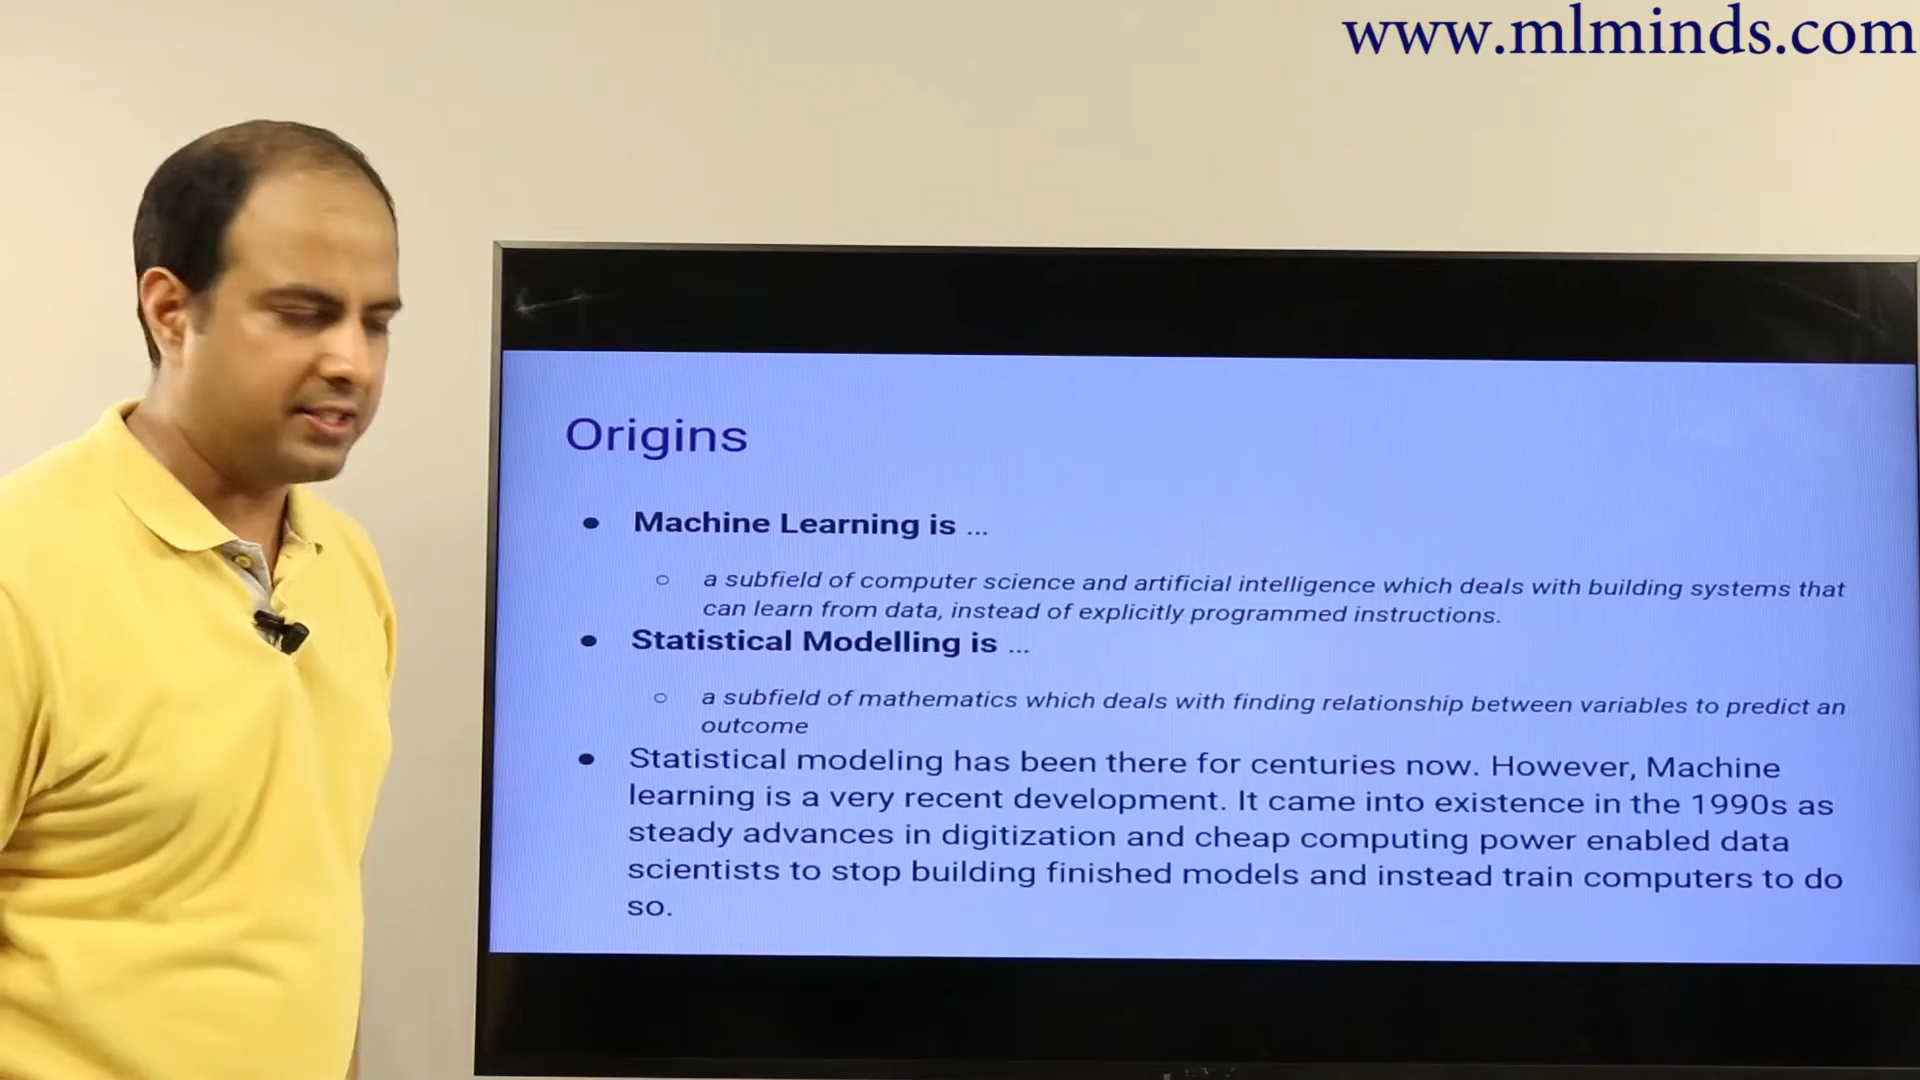 www.mlminds.com
Origins
● Machine Learning is ...
○ a subfield of computer science and artificial intelligence which deals with building systems that
can learn from data, instead of explicitly programmed instructions.
● Statistical Modelling is ...
○ a subfield of mathematics which deals with finding relationship between variables to predict an
outcome
● Statistical modeling has been there for centuries now. However, Machine
learning is a very recent development. It came into existence in the 1990s as
steady advances in digitization and cheap computing power enabled data
scientists to stop building finished models and instead train computers to do
so.